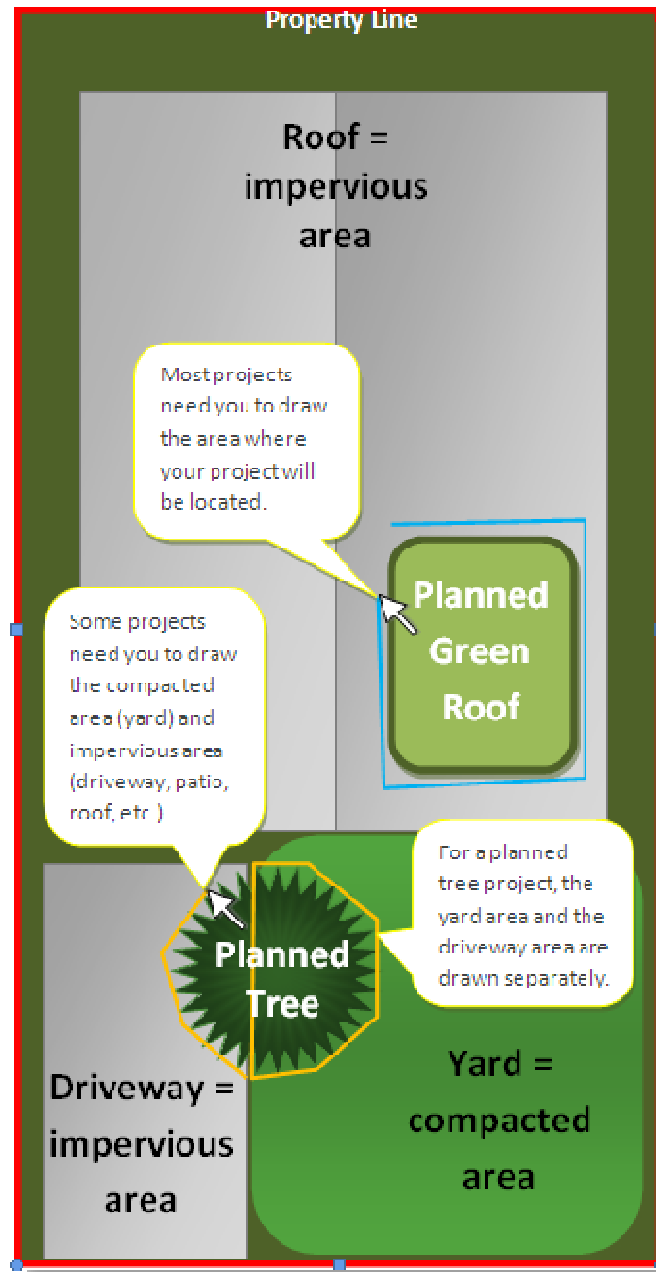 Property Line
Roof =
impervious
area
Most projects
need you to draw
the area where
your project will
be located.
Planned
Green
Roof
Some projects
need you to draw
the compacted
area (yard) and
impervious area
(driveway, patio,
roof, etc.)
For a planned
tree project, the
yard area and the
driveway area are
drawn separately.
Planned
Tree
Driveway =
impervious
area
Yard =
compacted
area